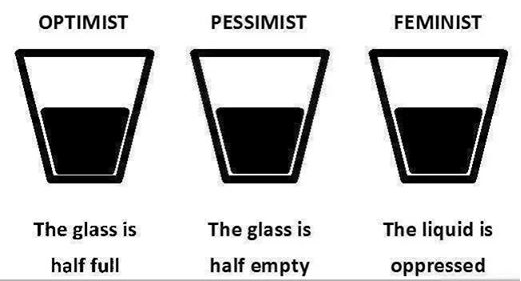 OPTIMIST
The glass is
half full
PESSIMIST
The glass is
half empty
FEMINIST
The liquid is
oppressed